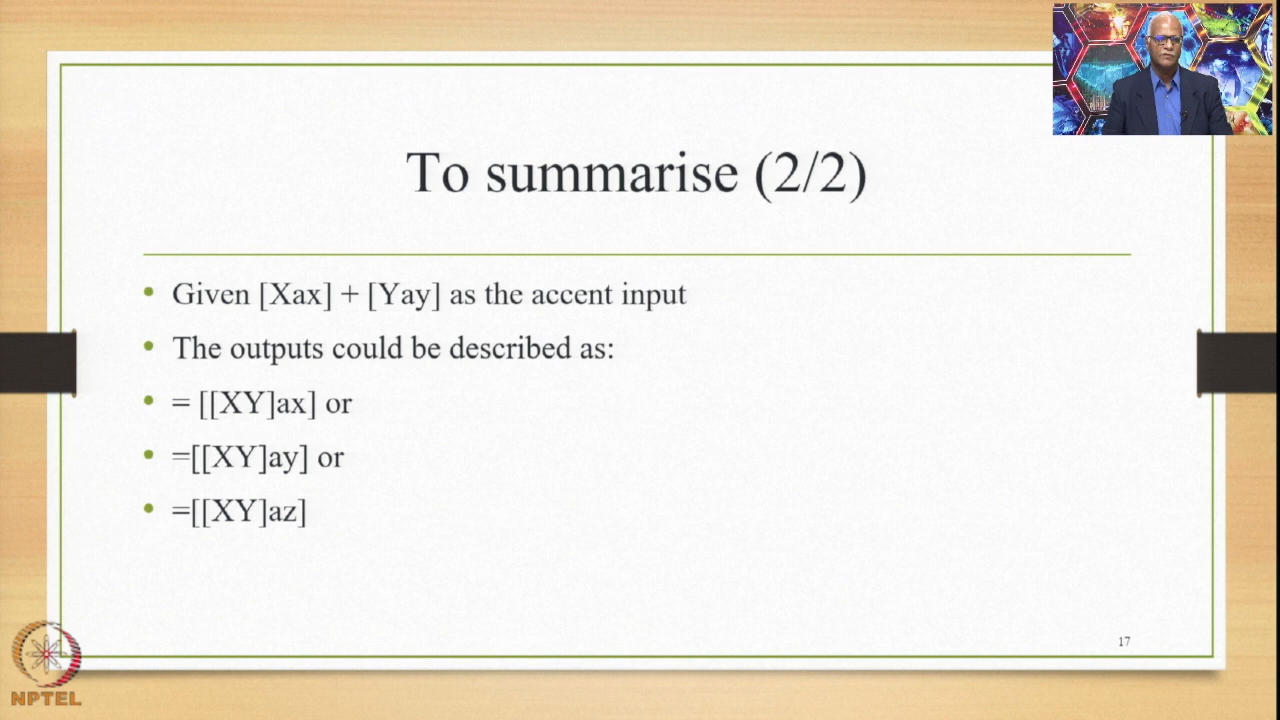 To summarise (2/2)
• Given [Xax] + [Yay] as the accent input
• The outputs could be described as:
• = [[XY]ax] or
• =[[XY]ay] or
• =[[XY]az]
17
NPTEL